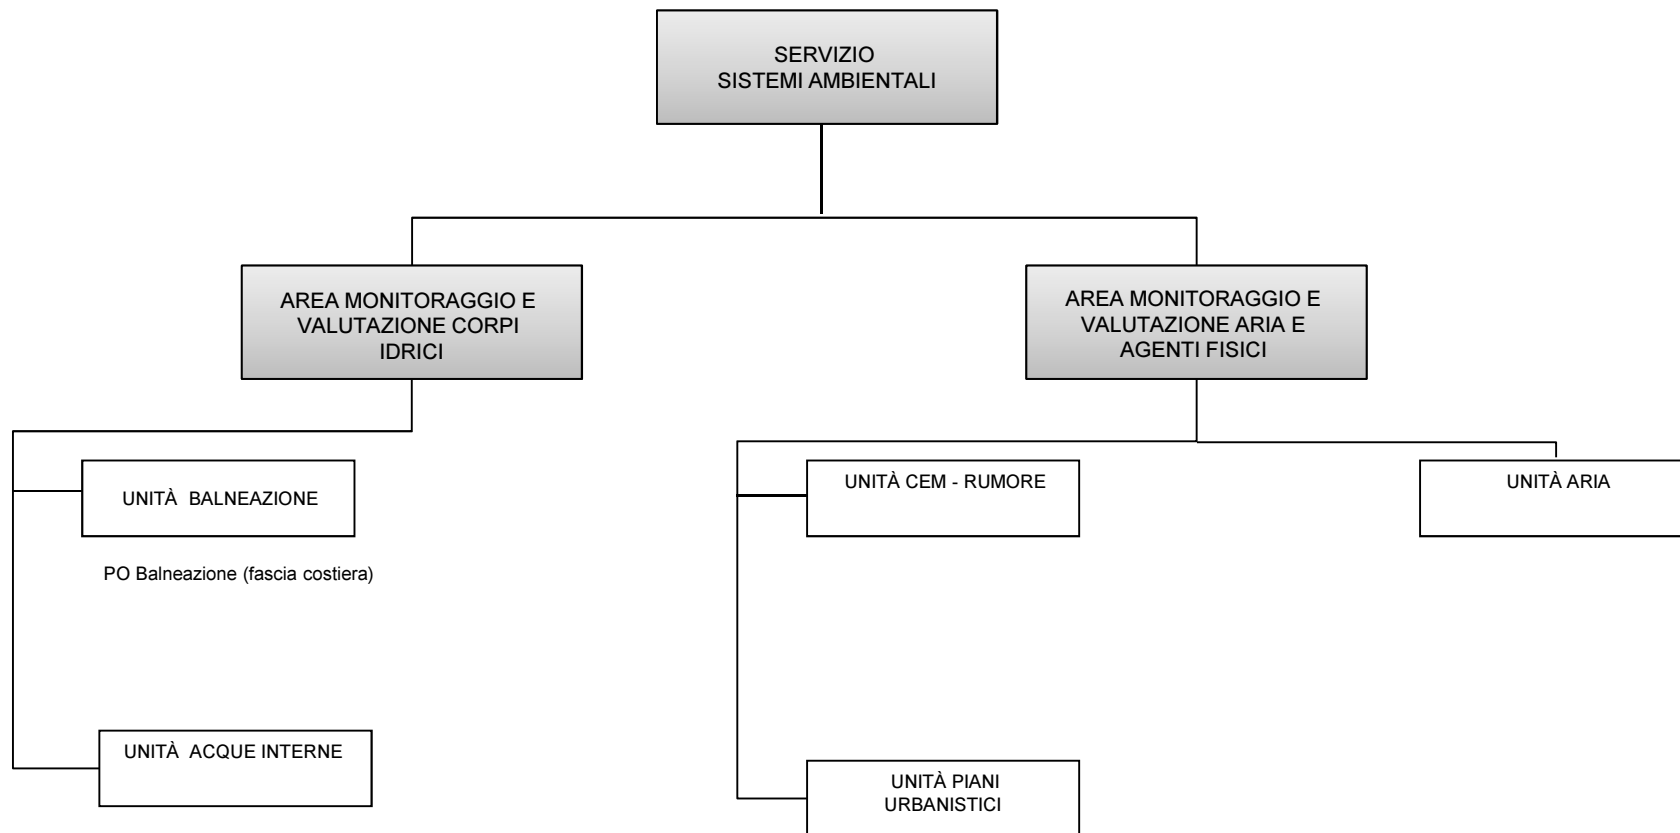 SERVIZIO
SISTEMI AMBIENTALI
AREA MONITORAGGIO E
VALUTAZIONE CORPI
IDRICI
AREA MONITORAGGIO E
VALUTAZIONE ARIA E
AGENTI FISICI
UNITÀ BALNEAZIONE
PO Balneazione (fascia costiera)
UNITÀ ACQUE INTERNE
UNITÀ CEM - RUMORE
UNITÀ PIANI
URBANISTICI
UNITÀ ARIA